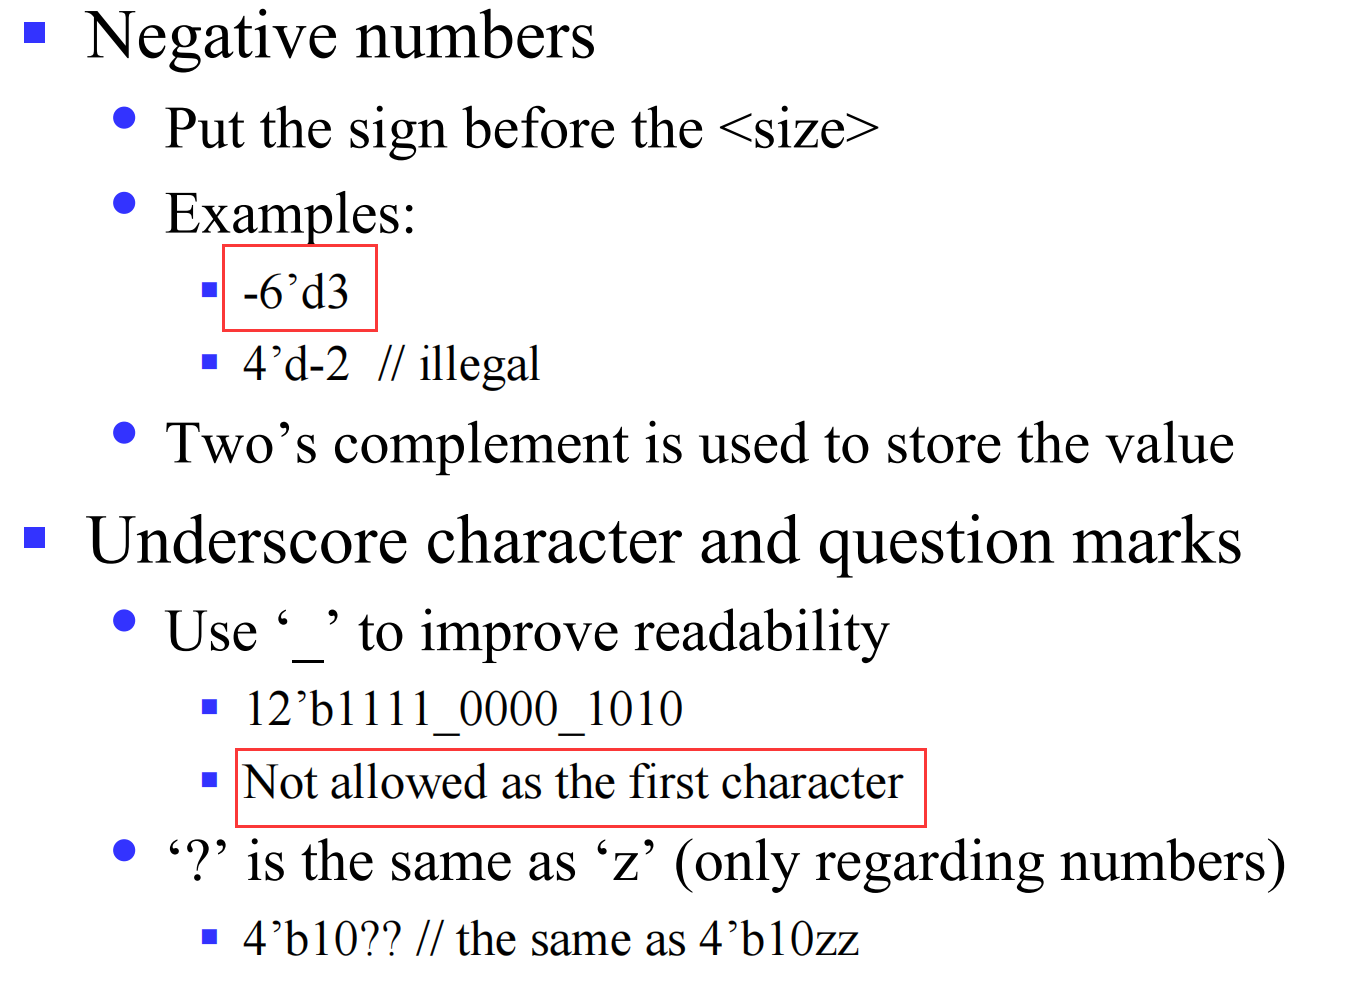 Negative numbers
Put the sign before the <size>
Examples:
-6’d3
4’d-2 // illegal
Two’s complement is used to store the value
Underscore character and question marks
Use ‘_’ to improve readability
12’b1111_0000_1010
Not allowed as the first character
‘?’ is the same as ‘z’ (only regarding numbers)
4’b10?? // the same as 4’b10zz